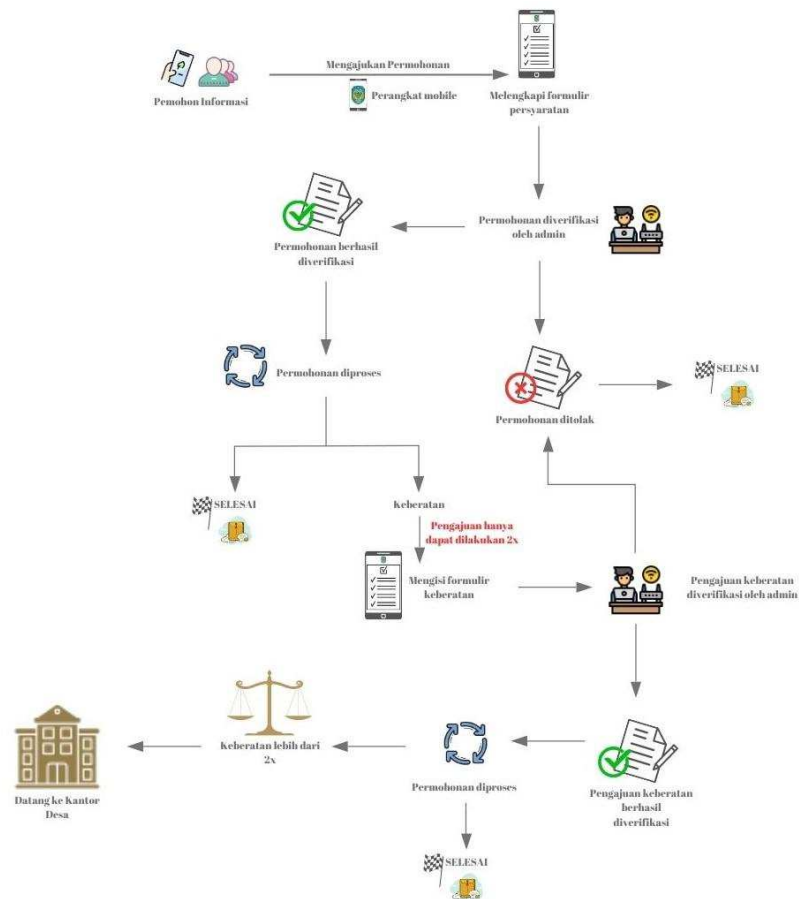 Mengajukan Permohonan
Pemohon Informasi
Perangkat mobile
Melengkapi formulir
persyaratan
Permohonan diverifikasi
oleh admin
Permohonan berhasil
diverifikasi
Permohonan diproses
SELESAI
Permohonan ditolak
SELESAI
Keberatan
Pengajuan hanya
dapat dilakukan 2x
Mengisi formulir
keberatan
Pengajuan keberatan
diverifikasi oleh admin
Keberatan lebih dari
2x
Datang ke Kantor
Desa
Permohonan diproses
Pengajuan keberatan
berhasil
diverifikasi
SELESAI